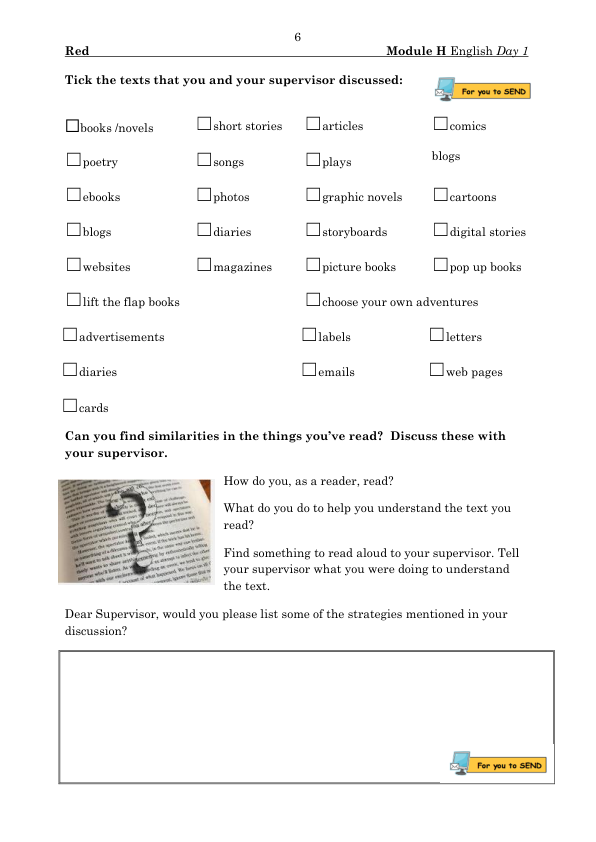 6
Red Module H English Day 1
Tick the texts that you and your supervisor discussed:
For you to SEND
books /novels short stories articles comics
poetry songs plays blogs
ebooks photos graphic novels cartoons
blogs diaries storyboards digital stories
websites magazines picture books pop up books
lift the flap books choose your own adventures
advertisements labels letters
diaries emails web pages
cards
Can you find similarities in the things you’ve read?  Discuss these with
your supervisor.
How do you, as a reader, read?
What do you do to help you understand the text you
read?
Find something to read aloud to your supervisor. Tell
your supervisor what you were doing to understand
the text.
Dear Supervisor, would you please list some of the strategies mentioned in your
discussion?
For you to SEND